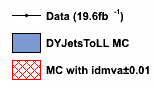 Data (19.6fb⁻¹)
DYJetsToLL MC
MC with idmva±0.01